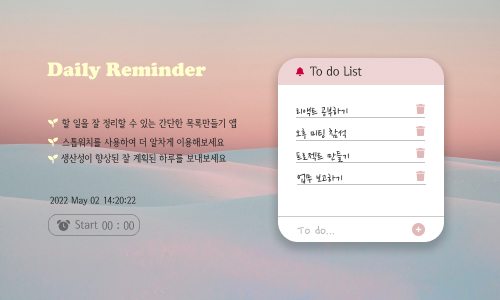 Daily Reminder
할 일을 잘 정리할 수 있는 간단한 목록만들기 앱
스톱워치를 사용하여 더 알차게 이용해보세요
생산성이 향상된 잘 계획된 하루를 보내보세요
2022 May 02 14:20:22
Start 00 : 00
To do List
리액트 공부하기
오후 미팅 참석
프로젝트 만들기
업무 보고하기
To do...